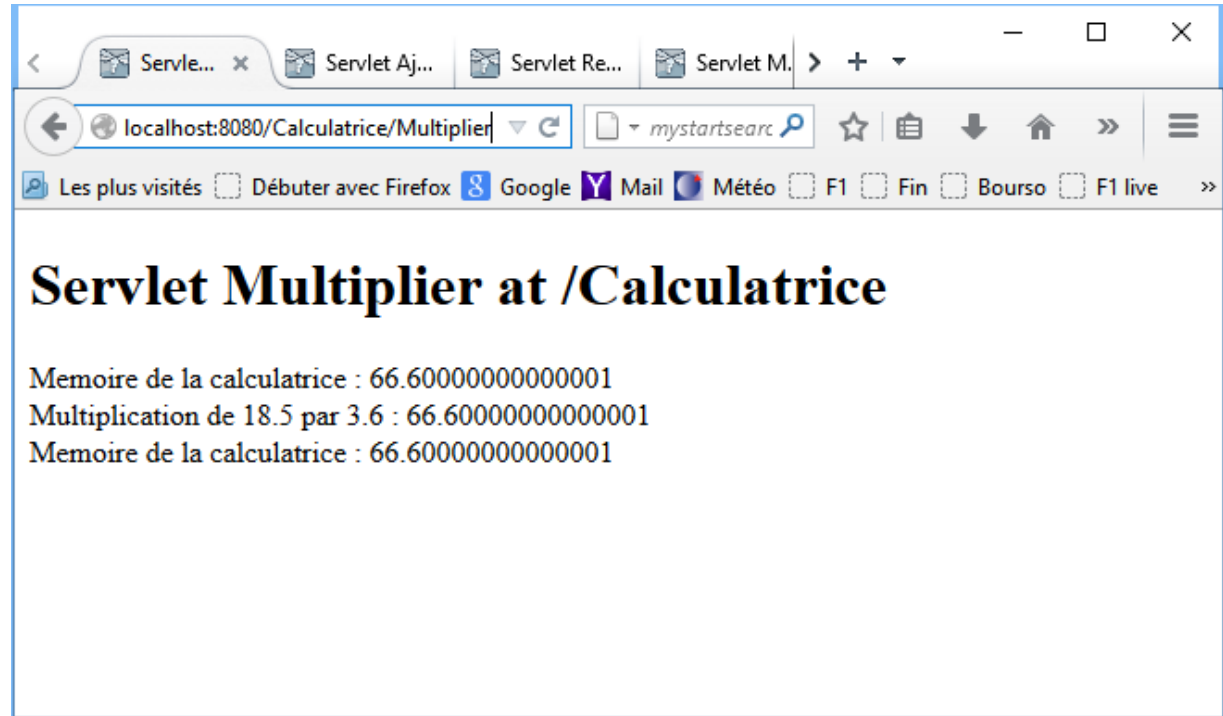 Servle... Servlet Aj... Servlet Re... Servlet M.
localhost:8080/Calculatrice/Multiplier mystartsearc
Les plus visités Débuter avec Firefox 8 Google Y Mail Météo F1 Fin Bourso F1 live »
Servlet Multiplier at /Calculatrice
Memoire de la calculatrice : 66.60000000000001
Multiplication de 18.5 par 3.6 : 66.60000000000001
Memoire de la calculatrice : 66.60000000000001